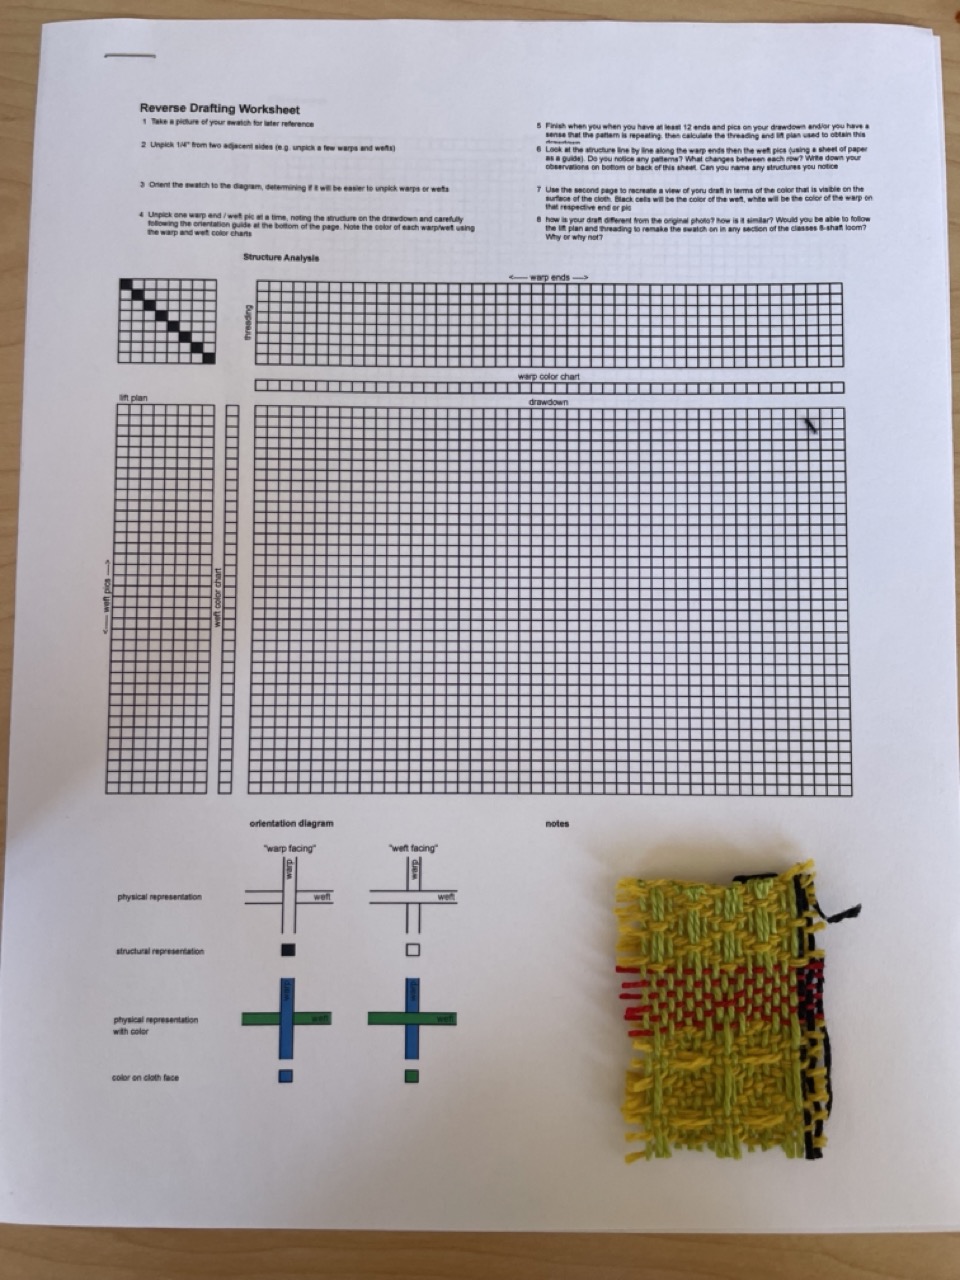 Reverse Drafting Worksheet
1 Take a picture of your swatch for later reference
2 Unpick 1/4" from two adjacent sides (e.g. unpick a few warps and wefts)
3 Orient the swatch to the diagram, determining if it will be easier to unpick warps or wefts
4 Unpick one warp end / weft pic at a time, noting the structure on the drawdown and carefully
following the orientation guide at the bottom of the page. Note the color of each warp/weft using
the warp and weft color charts
5 Finish when you when you have at least 12 ends and pics on your drawdown and/or you have a
sense that the pattern is repeating. then calculate the threading and lift plan used to obtain this
drawdown
6 Look at the structure line by line along the warp ends then the weft pics (using a sheet of paper
as a guide). Do you notice any patterns? What changes between each row? Write down your
observations on bottom or back of this sheet. Can you name any structures you notice
7 Use the second page to recreate a view of yoru draft in terms of the color that is visible on the
surface of the cloth. Black cells will be the color of the weft, white will be the color of the warp on
that respective end or pic
8 how is your draft different from the original photo? how is it similar? Would you be able to follow
the lift plan and threading to remake the swatch on in any section of the classes 8-shaft loom?
Why or why not?
Structure Analysis
<---- warp ends ---->
threading
warp color chart
lift plan
drawdown
<---- weft pics ---->
weft color chart
orientation diagram
notes
"warp facing"
"weft facing"
warp
warp
physical representation
weft
weft
structural representation
warp
warp
physical representation
with color
weft
weft
color on cloth face